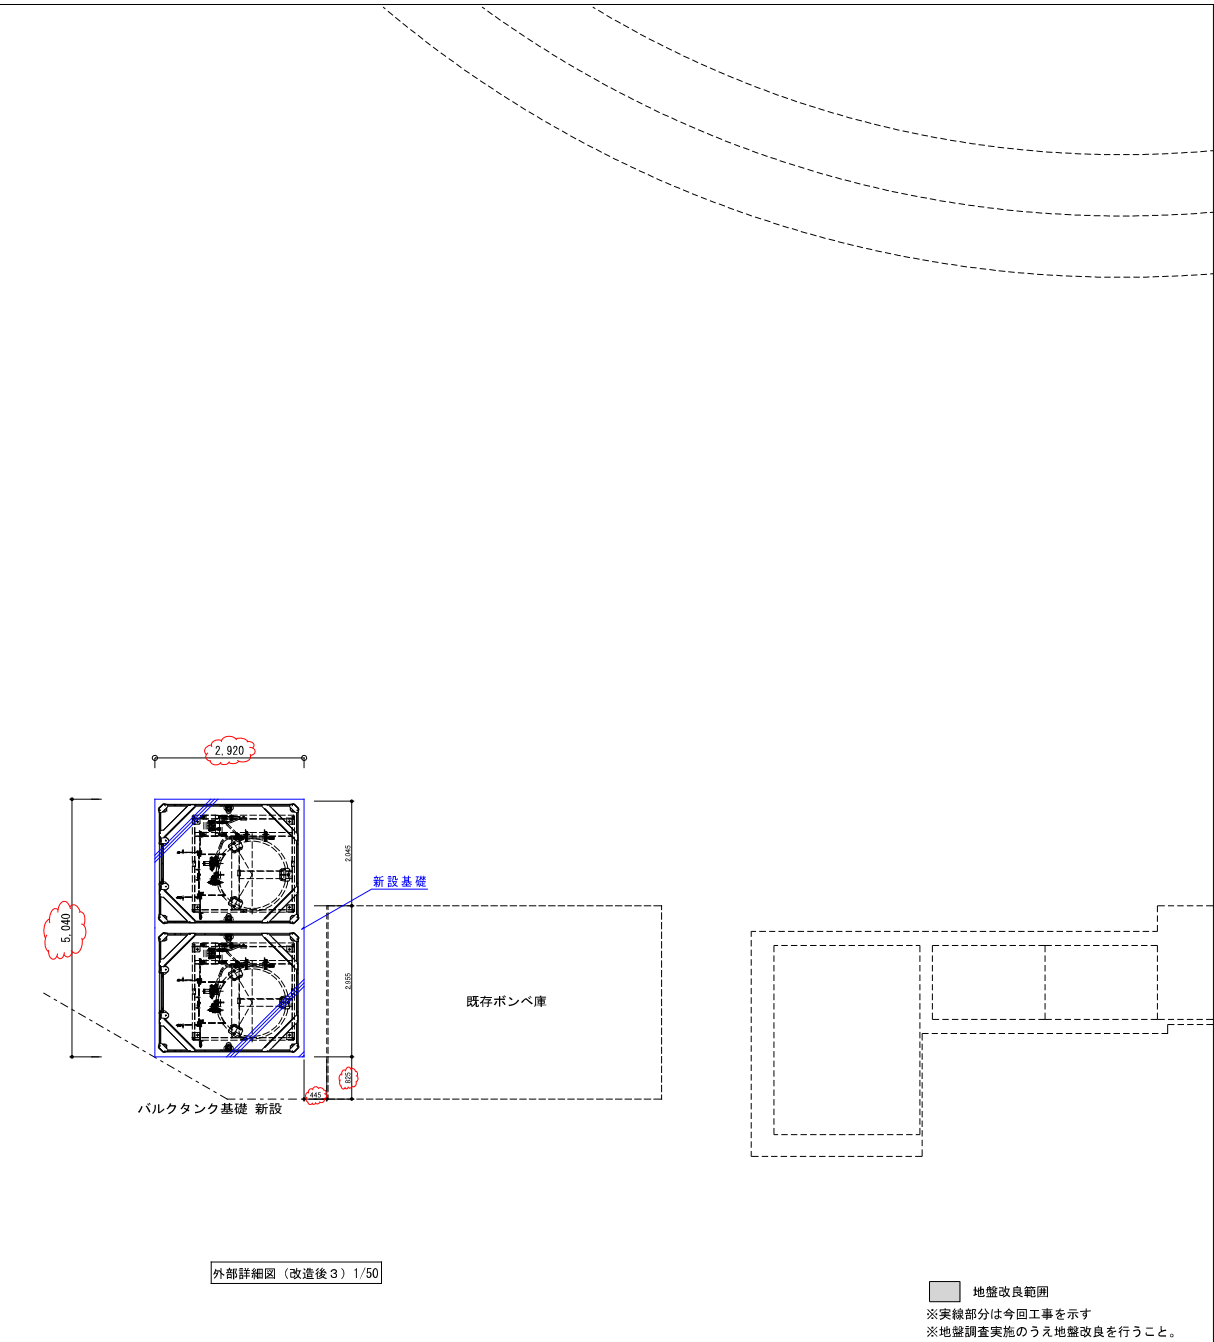 2,920
2,045
新設基礎
5,040
2,955
既存ボンベ庫
825
445
バルクタンク基礎 新設
外部詳細図（改造後３）1/50
地盤改良範囲
※実線部分は今回工事を示す
※地盤調査実施のうえ地盤改良を行うこと。